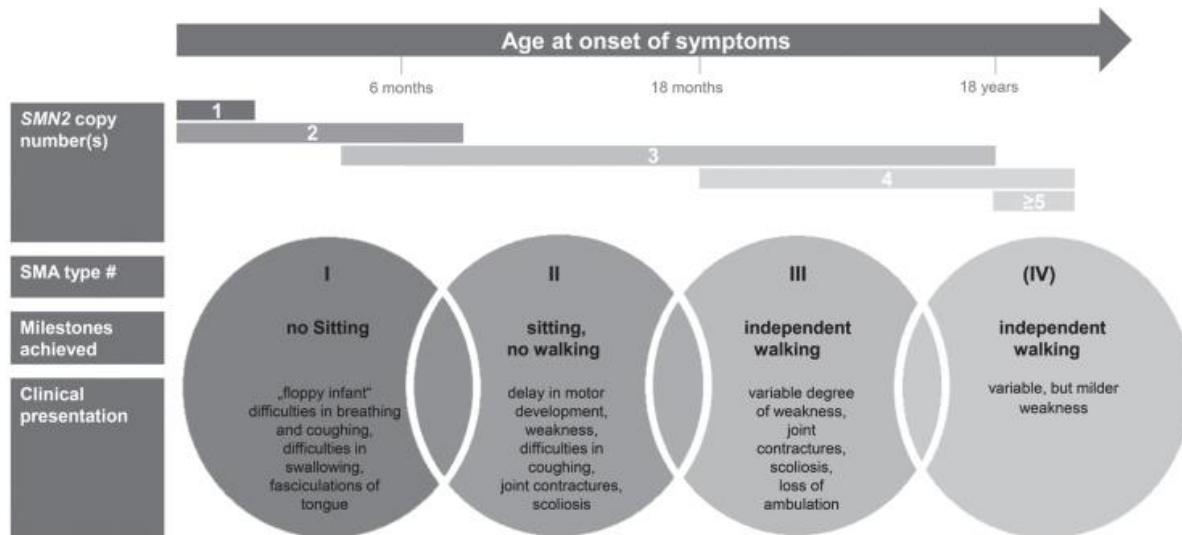 Age at onset of symptoms
6 months
18 months
18 years
SMN2 copy
number(s)
1
2
3
4
≥5
SMA type #
I
II
III
(IV)
Milestones
achieved
no Sitting
sitting,
no walking
independent
walking
independent
walking
Clinical
presentation
„floppy infant“
difficulties in breathing
and coughing,
difficulties in
swallowing,
fasciculations of
tongue
delay in motor
development,
weakness,
difficulties in
coughing,
joint contractures,
scoliosis
variable degree
of weakness,
joint
contractures,
scoliosis,
loss of
ambulation
variable, but milder
weakness